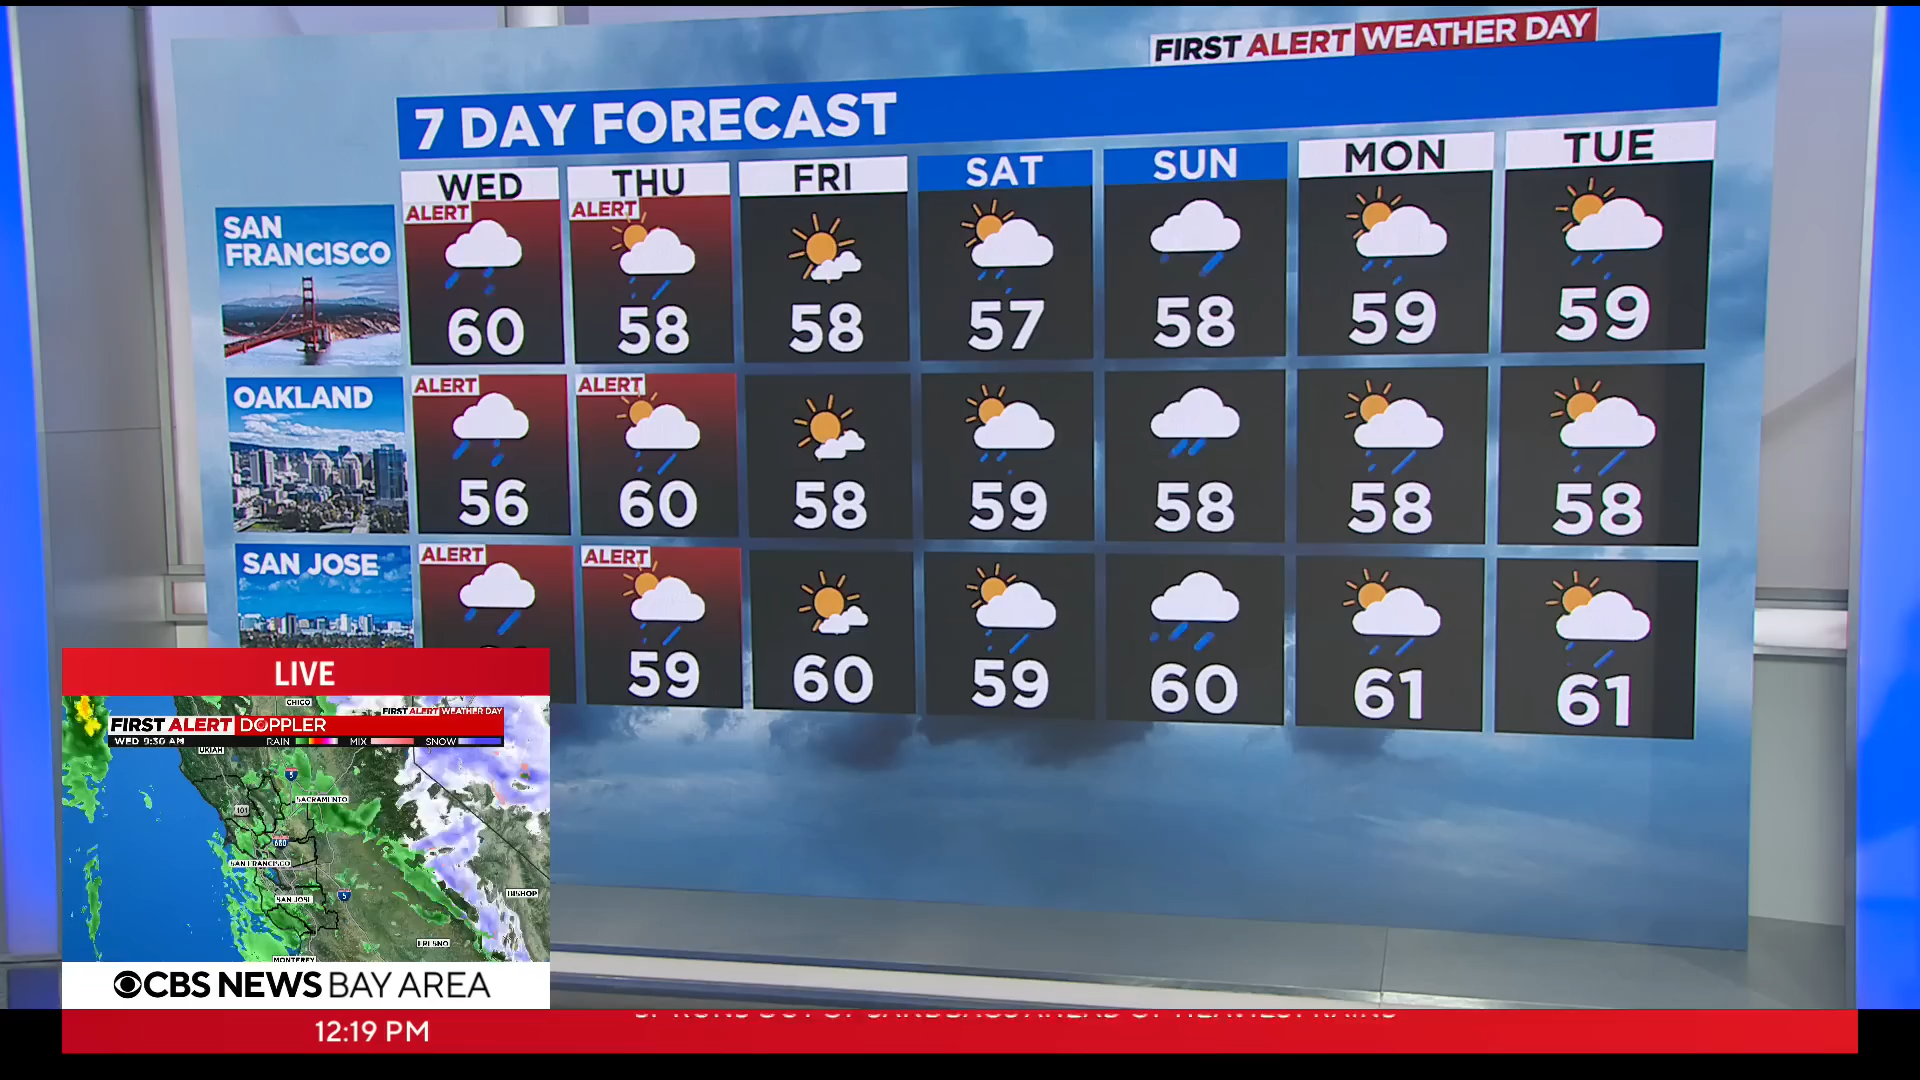 FIRST ALERT WEATHER DAY
7 DAY FORECAST
WED THU FRI SAT SUN MON TUE
SAN
FRANCISCO
ALERT ALERT
60 58 58 57 58 59 59
OAKLAND
ALERT ALERT
56 60 58 59 58 58 58
SAN JOSE
ALERT ALERT
59 60 59 60 61 61
LIVE
CHICO
FIRST ALERT WEATHER DAY
FIRST ALERT DOPPLER
WED 9:30 AM RAIN MIX SNOW
UKIAH
5
SACRAMENTO
101
680
SAN FRANCISCO
BISHOP
SAN JOSE
5
FRESNO
MONTEREY
CBS NEWS BAY AREA
12:19 PM